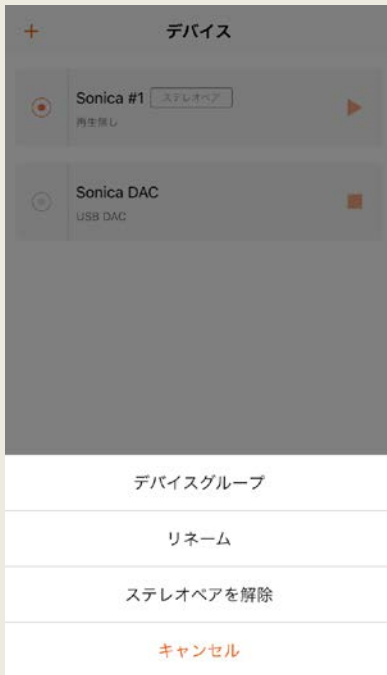 + デバイス
Sonica #1 ステレオペア
再生無し
Sonica DAC
USB DAC
デバイスグループ
リネーム
ステレオペアを解除
キャンセル